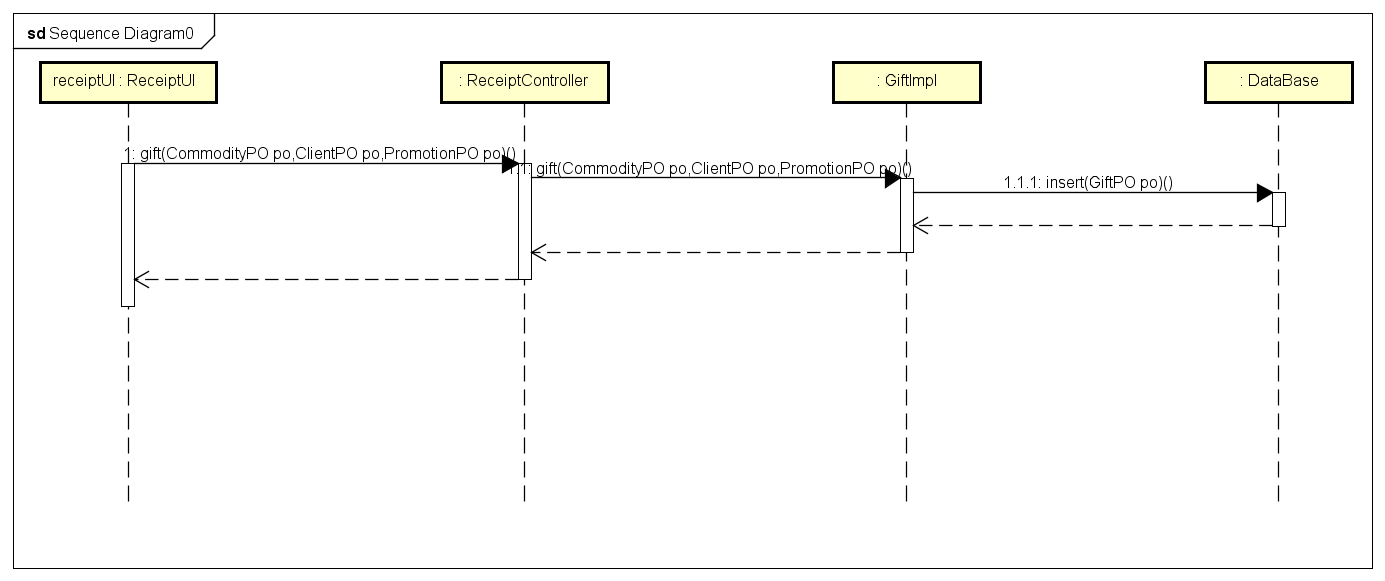 sd Sequence Diagram0
receiptUI : ReceiptUI
: ReceiptController
: GiftImpl
: DataBase
1: gift(CommodityPO po,ClientPO po,PromotionPO po)()
1.1: gift(CommodityPO po,ClientPO po,PromotionPO po)()
1.1.1: insert(GiftPO po)()